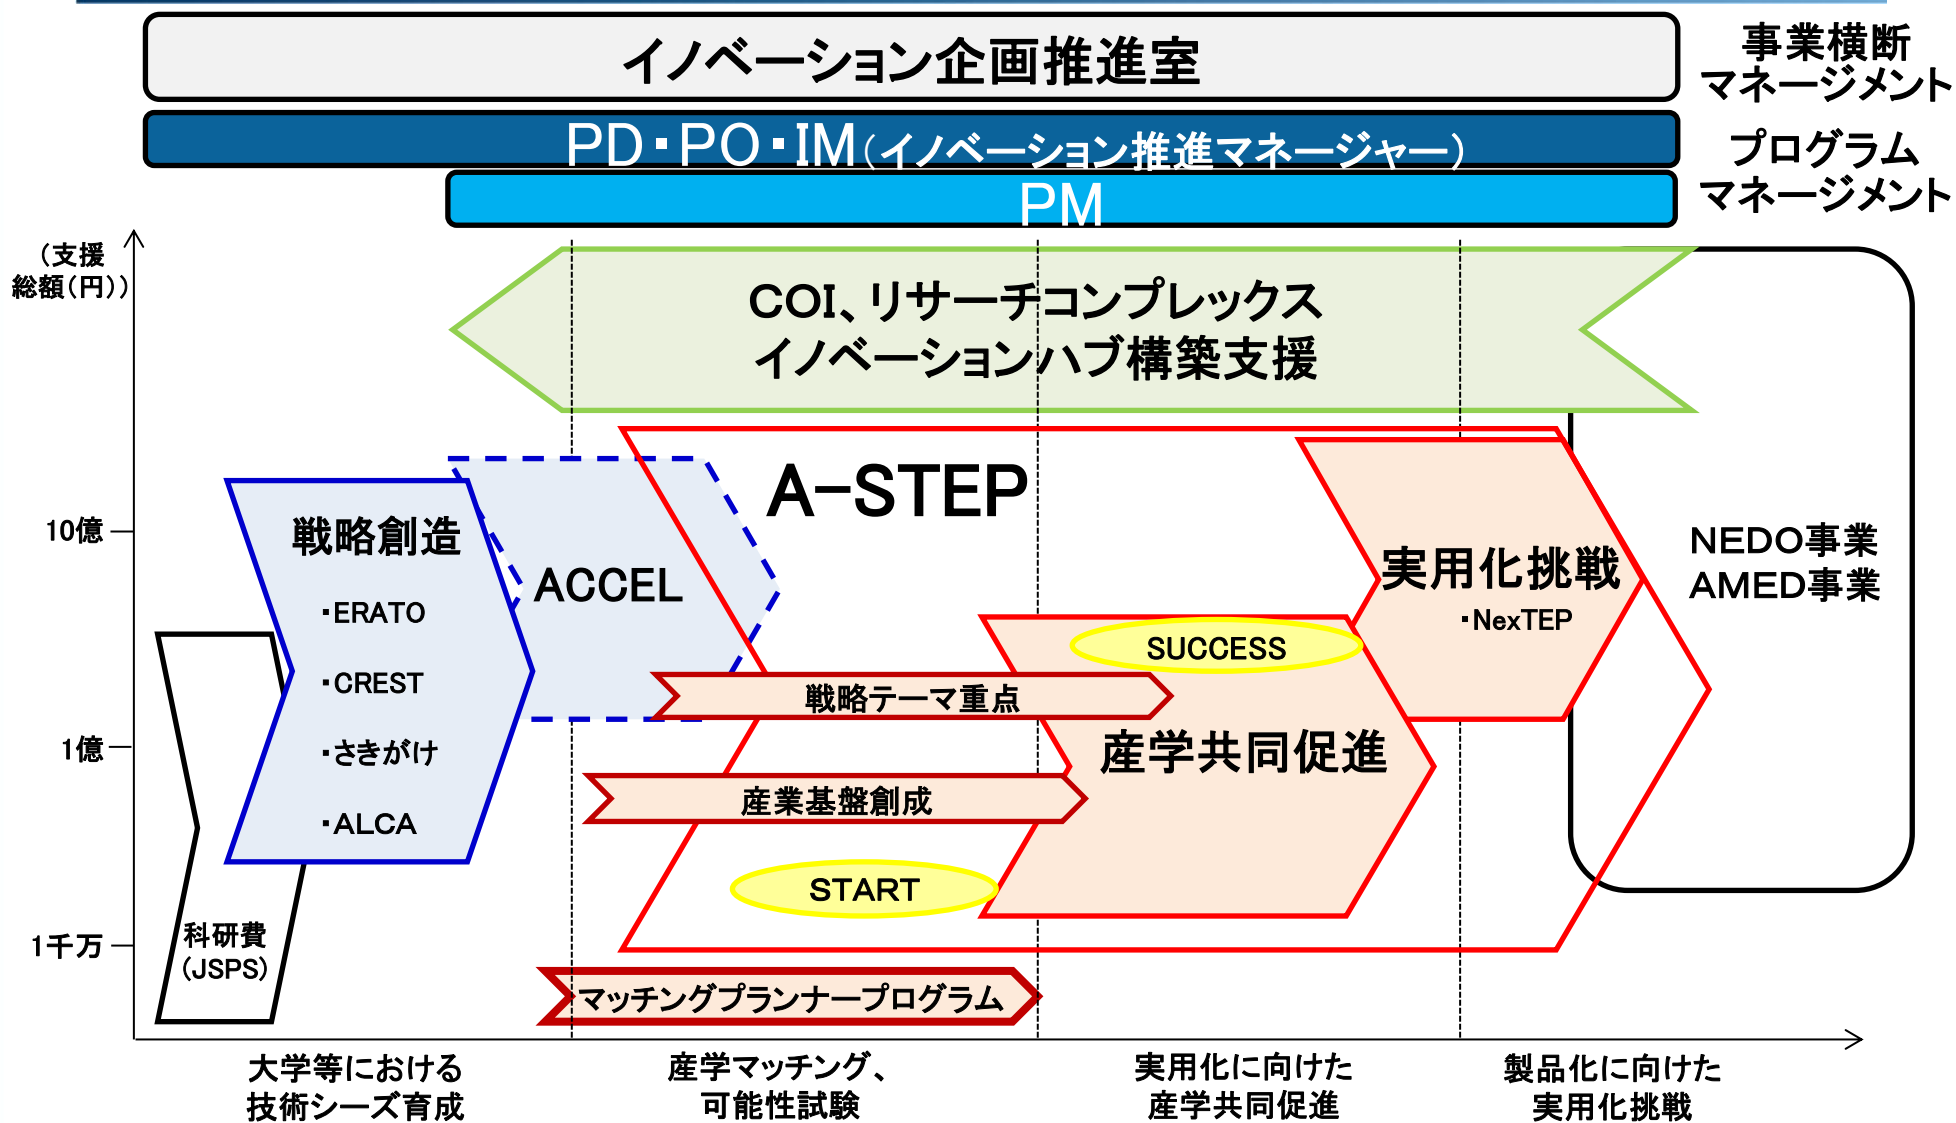 イノベーション企画推進室
事業横断
マネージメント
PD・PO・IM(イノベーション推進マネージャー)
プログラム
マネージメント
PM
(支援
総額(円))
COI、リサーチコンプレックス
イノベーションハブ構築支援
A-STEP
10億
戦略創造
・ERATO
・CREST
・さきがけ
・ALCA
ACCEL
実用化挑戦
・NexTEP
NEDO事業
AMED事業
SUCCESS
戦略テーマ重点
1億
産学共同促進
産業基盤創成
START
1千万
科研費
(JSPS)
マッチングプランナープログラム
大学等における
技術シーズ育成
産学マッチング、
可能性試験
実用化に向けた
産学共同促進
製品化に向けた
実用化挑戦